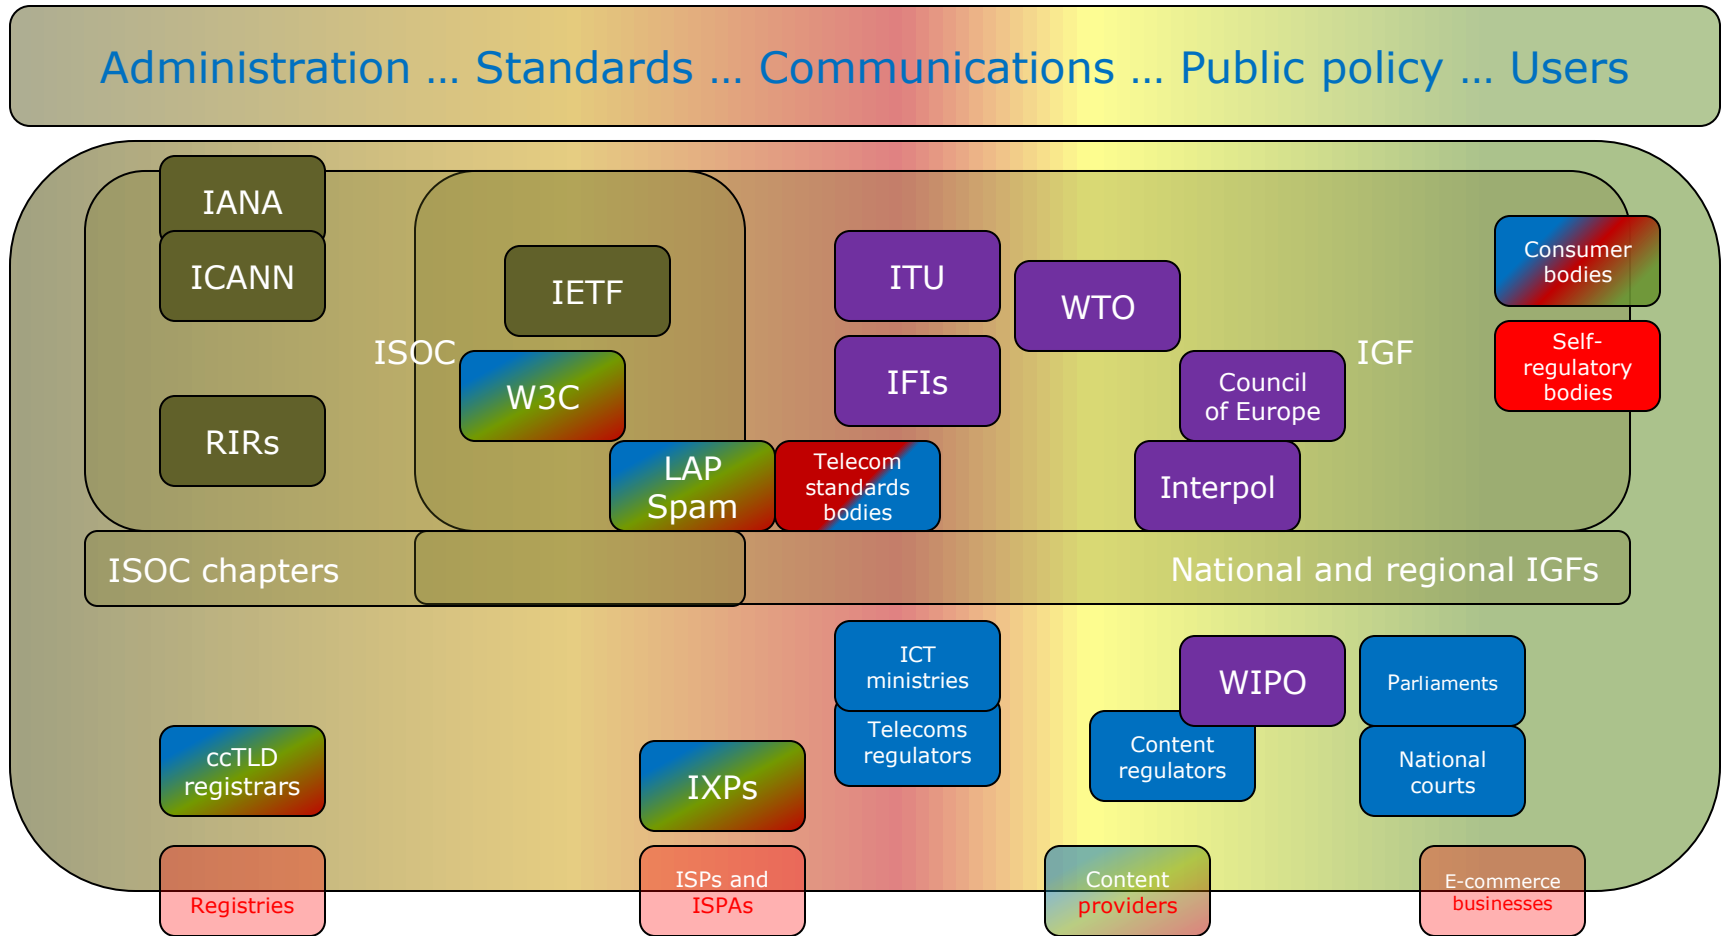 Administration … Standards … Communications … Public policy … Users
IANA
ICANN
RIRs
ISOC
IETF
W3C
LAP
Spam
Telecom
standards
bodies
ITU
IFIs
WTO
Council
of Europe
Interpol
IGF
Consumer
bodies
Self-
regulatory
bodies
ISOC chapters
National and regional IGFs
ICT
ministries
Telecoms
regulators
WIPO
Content
regulators
Parliaments
National
courts
ccTLD
registrars
IXPs
Registries
ISPs and
ISPAs
Content
providers
E-commerce
businesses